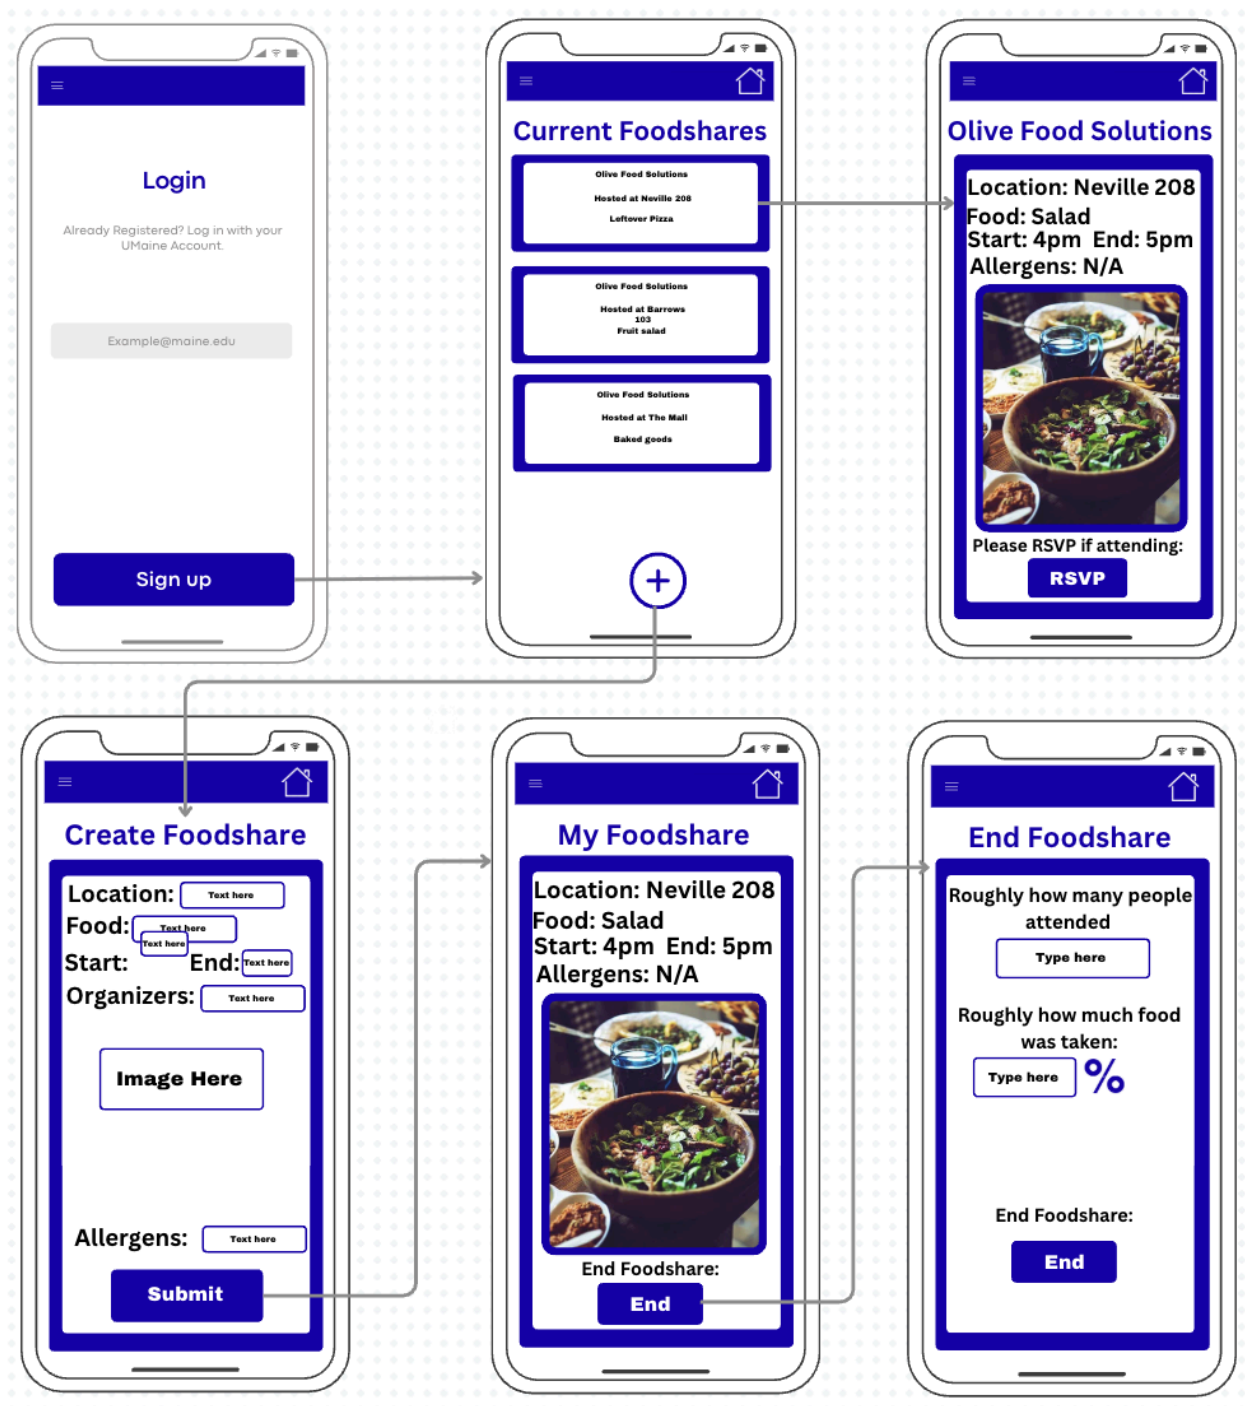 Login
Already Registered? Log in with your
UMaine Account.
Example@maine.edu
Sign up
Current Foodshares
Olive Food Solutions
Hosted at Neville 208
Leftover Pizza
Olive Food Solutions
Hosted at Barrows
103
Fruit salad
Olive Food Solutions
Hosted at The Mall
Baked goods
Olive Food Solutions
Location: Neville 208
Food: Salad
Start: 4pm End: 5pm
Allergens: N/A
Please RSVP if attending:
RSVP
Create Foodshare
Location: Text here
Food: Text here
Text here
Start: End: Text here
Organizers: Text here
Image Here
Allergens: Text here
Submit
My Foodshare
Location: Neville 208
Food: Salad
Start: 4pm End: 5pm
Allergens: N/A
End Foodshare:
End
End Foodshare
Roughly how many people
attended
Type here
Roughly how much food
was taken:
Type here %
End Foodshare:
End